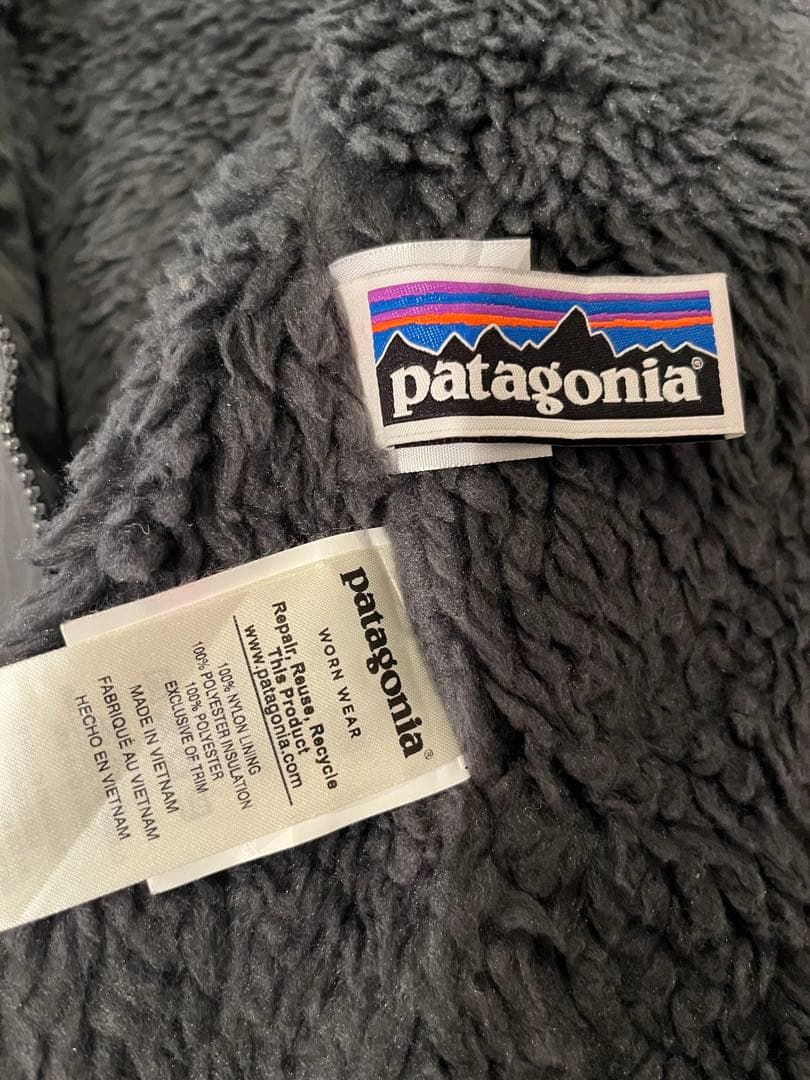 patagonia®
patagonia®
WORN WEAR
Repair, Reuse, Recycle
This Product
www.patagonia.com
100% NYLON LINING
100% POLYESTER INSULATION
100% POLYESTER
EXCLUSIVE OF TRIM
MADE IN VIETNAM
FABRIQUÉ AU VIETNAM
HECHO EN VIETNAM